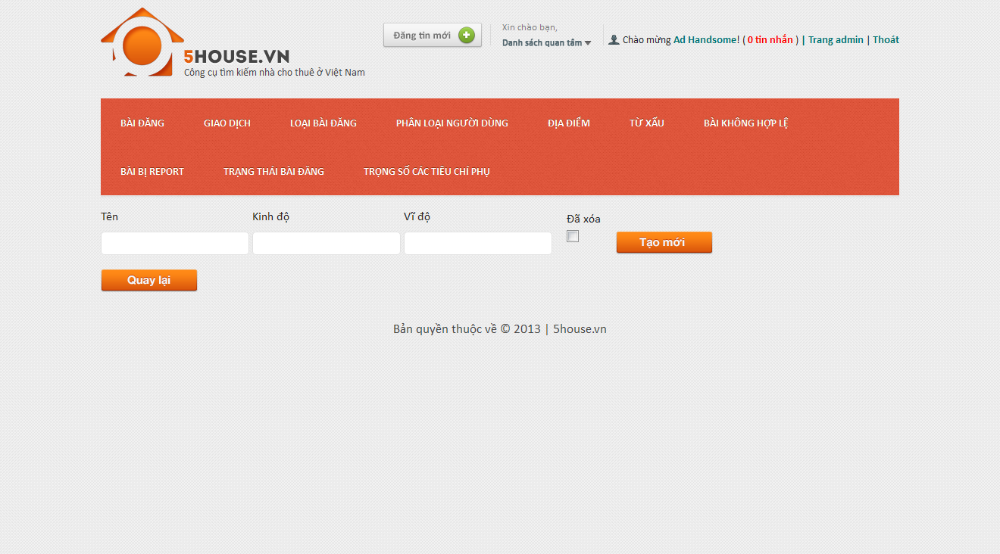 5HOUSE.VN
Công cụ tìm kiếm nhà cho thuê ở Việt Nam
Đăng tin mới
Xin chào bạn,
Danh sách quan tâm
Chào mừng Ad Handsome! ( 0 tin nhắn ) | Trang admin | Thoát
BÀI ĐĂNG GIAO DỊCH LOẠI BÀI ĐĂNG PHÂN LOẠI NGƯỜI DÙNG ĐỊA ĐIỂM TỪ XẤU BÀI KHÔNG HỢP LỆ
BÀI BỊ REPORT TRẠNG THÁI BÀI ĐĂNG TRỌNG SỐ CÁC TIÊU CHÍ PHỤ
Tên Kinh độ Vĩ độ Đã xóa
Tạo mới
Quay lại
Bản quyền thuộc về © 2013 | 5house.vn